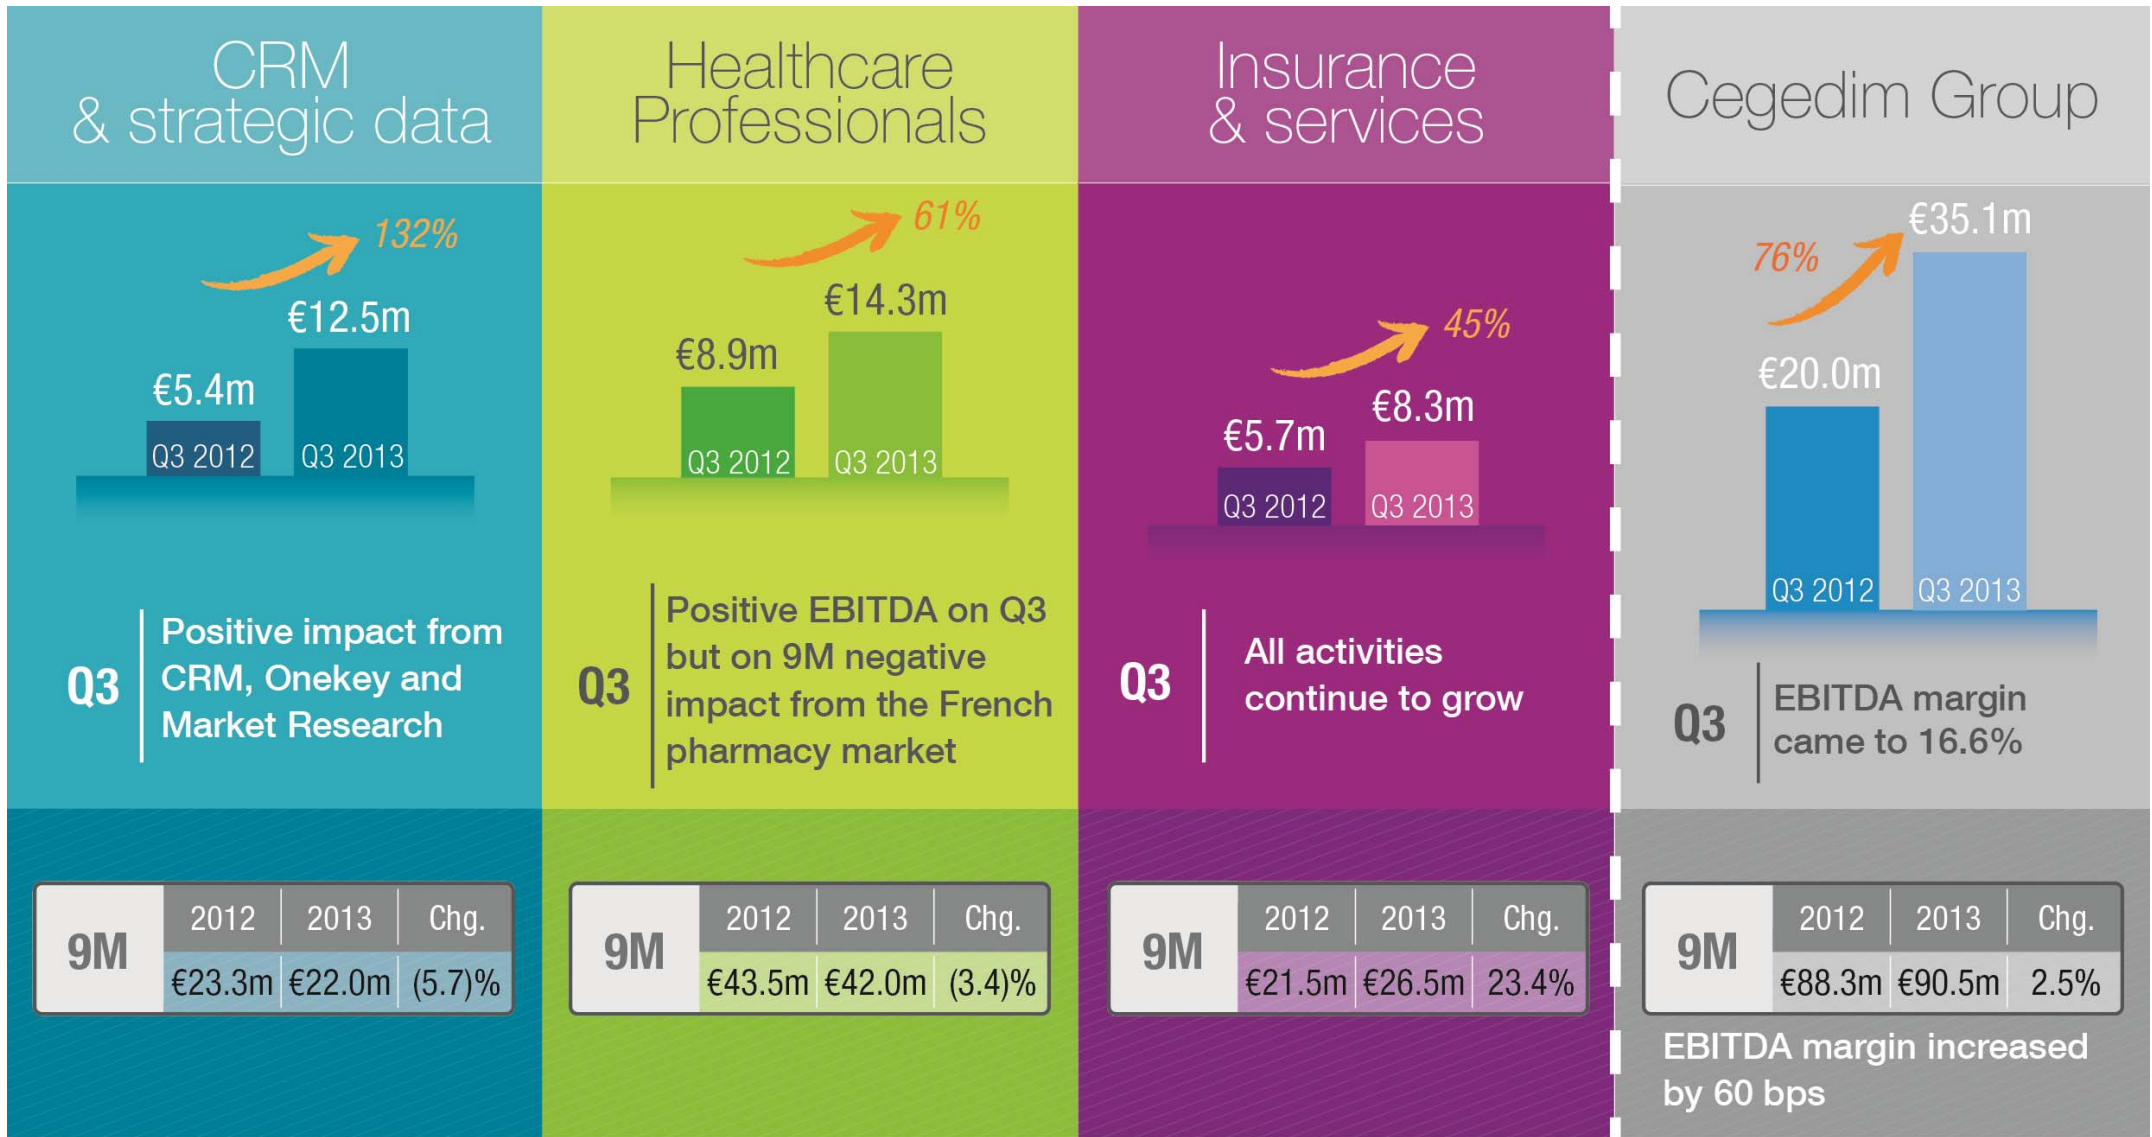 CRM
& strategic data
132%
€12.5m
€5.4m
Q3 2012
Q3 2013
Q3
Positive impact from
CRM, Onekey and
Market Research
9M
2012 2013 Chg.
€23.3m €22.0m (5.7)%
Healthcare
Professionals
61%
€14.3m
€8.9m
Q3 2012
Q3 2013
Q3
Positive EBITDA on Q3
but on 9M negative
impact from the French
pharmacy market
9M
2012 2013 Chg.
€43.5m €42.0m (3.4)%
Insurance
& services
45%
€8.3m
€5.7m
Q3 2012
Q3 2013
Q3
All activities
continue to grow
9M
2012 2013 Chg.
€21.5m €26.5m 23.4%
Cegedim Group
€35.1m
76%
€20.0m
Q3 2012
Q3 2013
Q3
EBITDA margin
came to 16.6%
9M
2012 2013 Chg.
€88.3m €90.5m 2.5%
EBITDA margin increased
by 60 bps